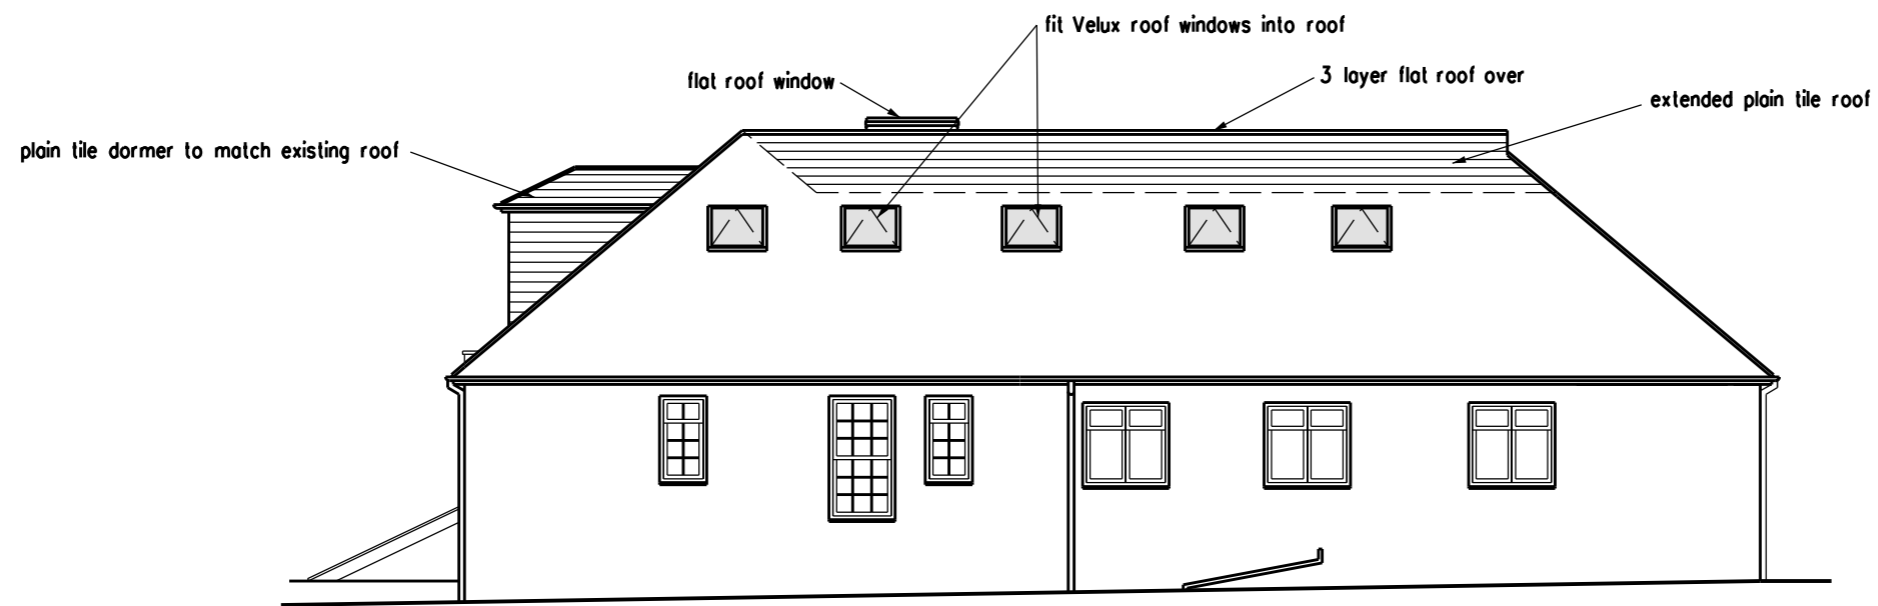 fit Velux roof windows into roof
flat roof window
3 layer flat roof over
extended plain tile roof
plain tile dormer to match existing roof